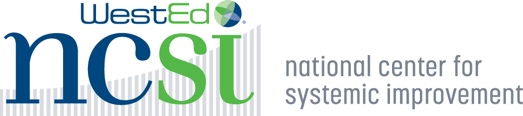 WestEd®
ncsi
national center for
systemic improvement